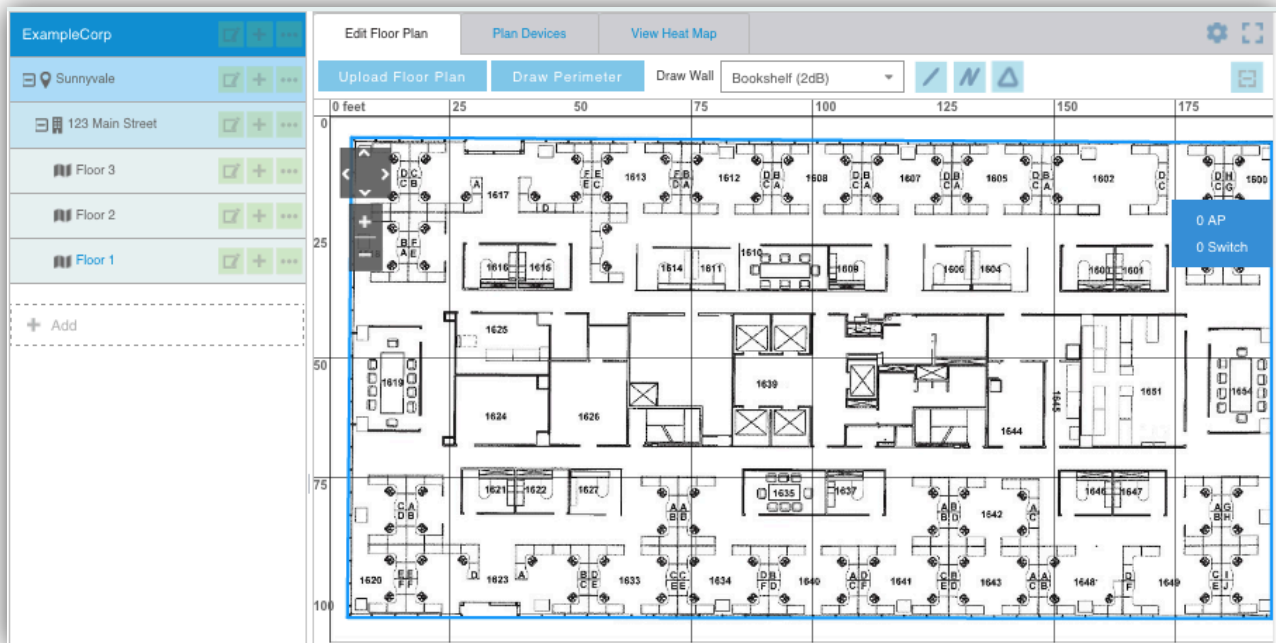 ExampleCorp
Sunnyvale
123 Main Street
Floor 3
Floor 2
Floor 1
+ Add
Edit Floor Plan Plan Devices View Heat Map
Upload Floor Plan Draw Perimeter Draw Wall Bookshelf (2dB)
0 feet 25 50 75 100 125 150 175
0
25
50
75
100
0 AP
0 Switch
1617 1613 1612 1608 1607 1605 1602 1600
1616 1615 1614 1611 1610 1609 1606 1604 1603 1601
1625
1619 1639 1651 1654
1624 1626 1644 1645
1621 1622 1627 1635 1637 1646 1647
1642
1620 1623 1633 1634 1640 1641 1643 1648 1649